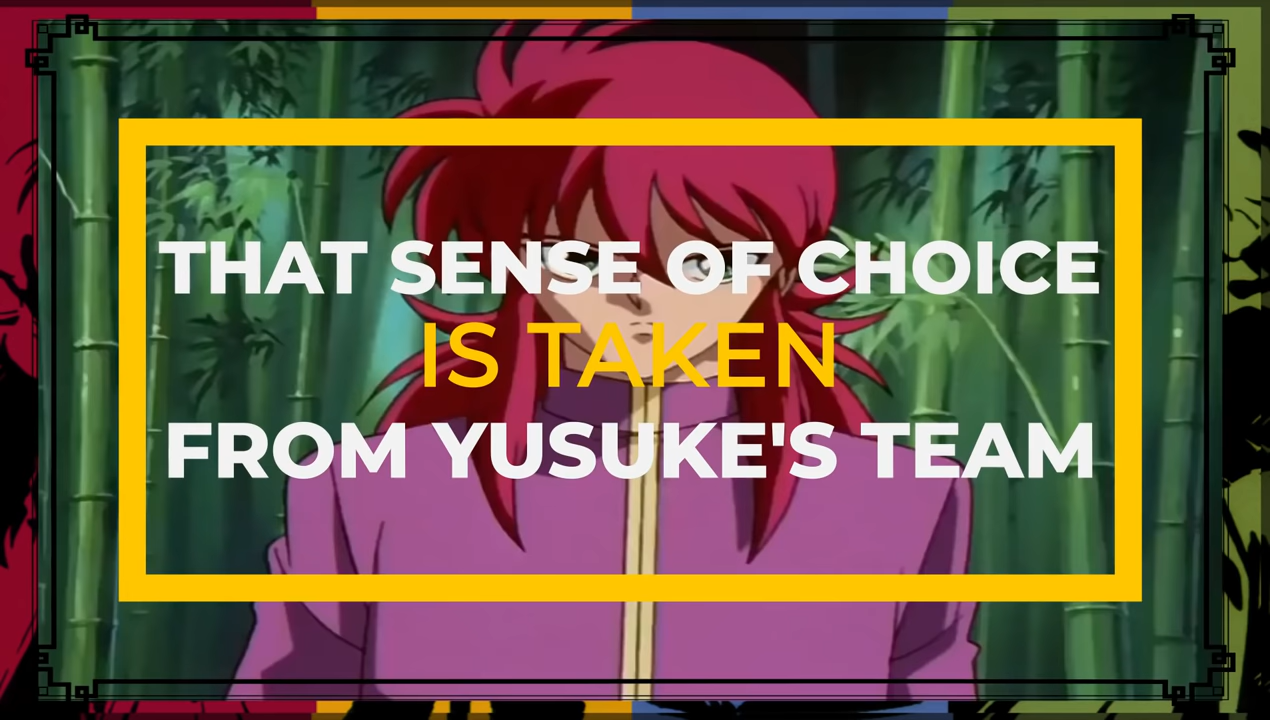 THAT SENSE OF CHOICE
IS TAKEN
FROM YUSUKE'S TEAM